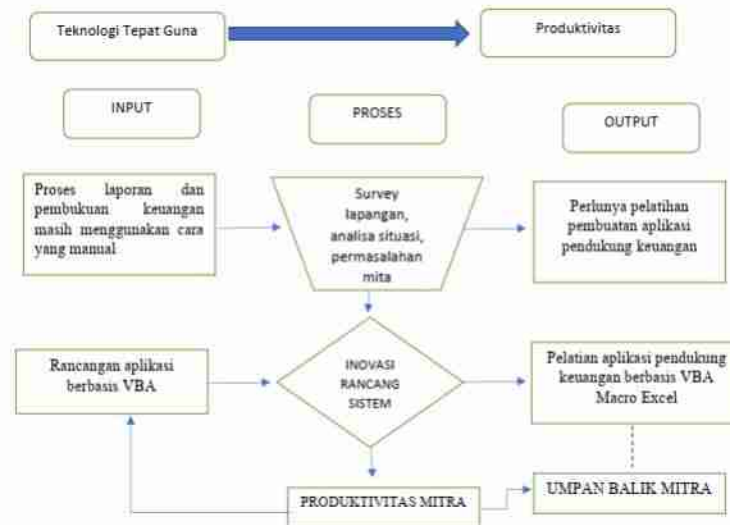 Teknologi Tepat Guna
Produktivitas
INPUT
PROSES
OUTPUT
Proses laporan dan
pembukuan keuangan
masih menggunakan cara
yang manual
Survey
lapangan,
analisa situasi,
permasalahan
mita
Perlunya pelatihan
pembuatan aplikasi
pendukung keuangan
Rancangan aplikasi
berbasis VBA
INOVASI
RANCANG
SISTEM
Pelatian aplikasi pendukung
keuangan berbasis VBA
Macro Excel
PRODUKTIVITAS MITRA
UMPAN BALIK MITRA